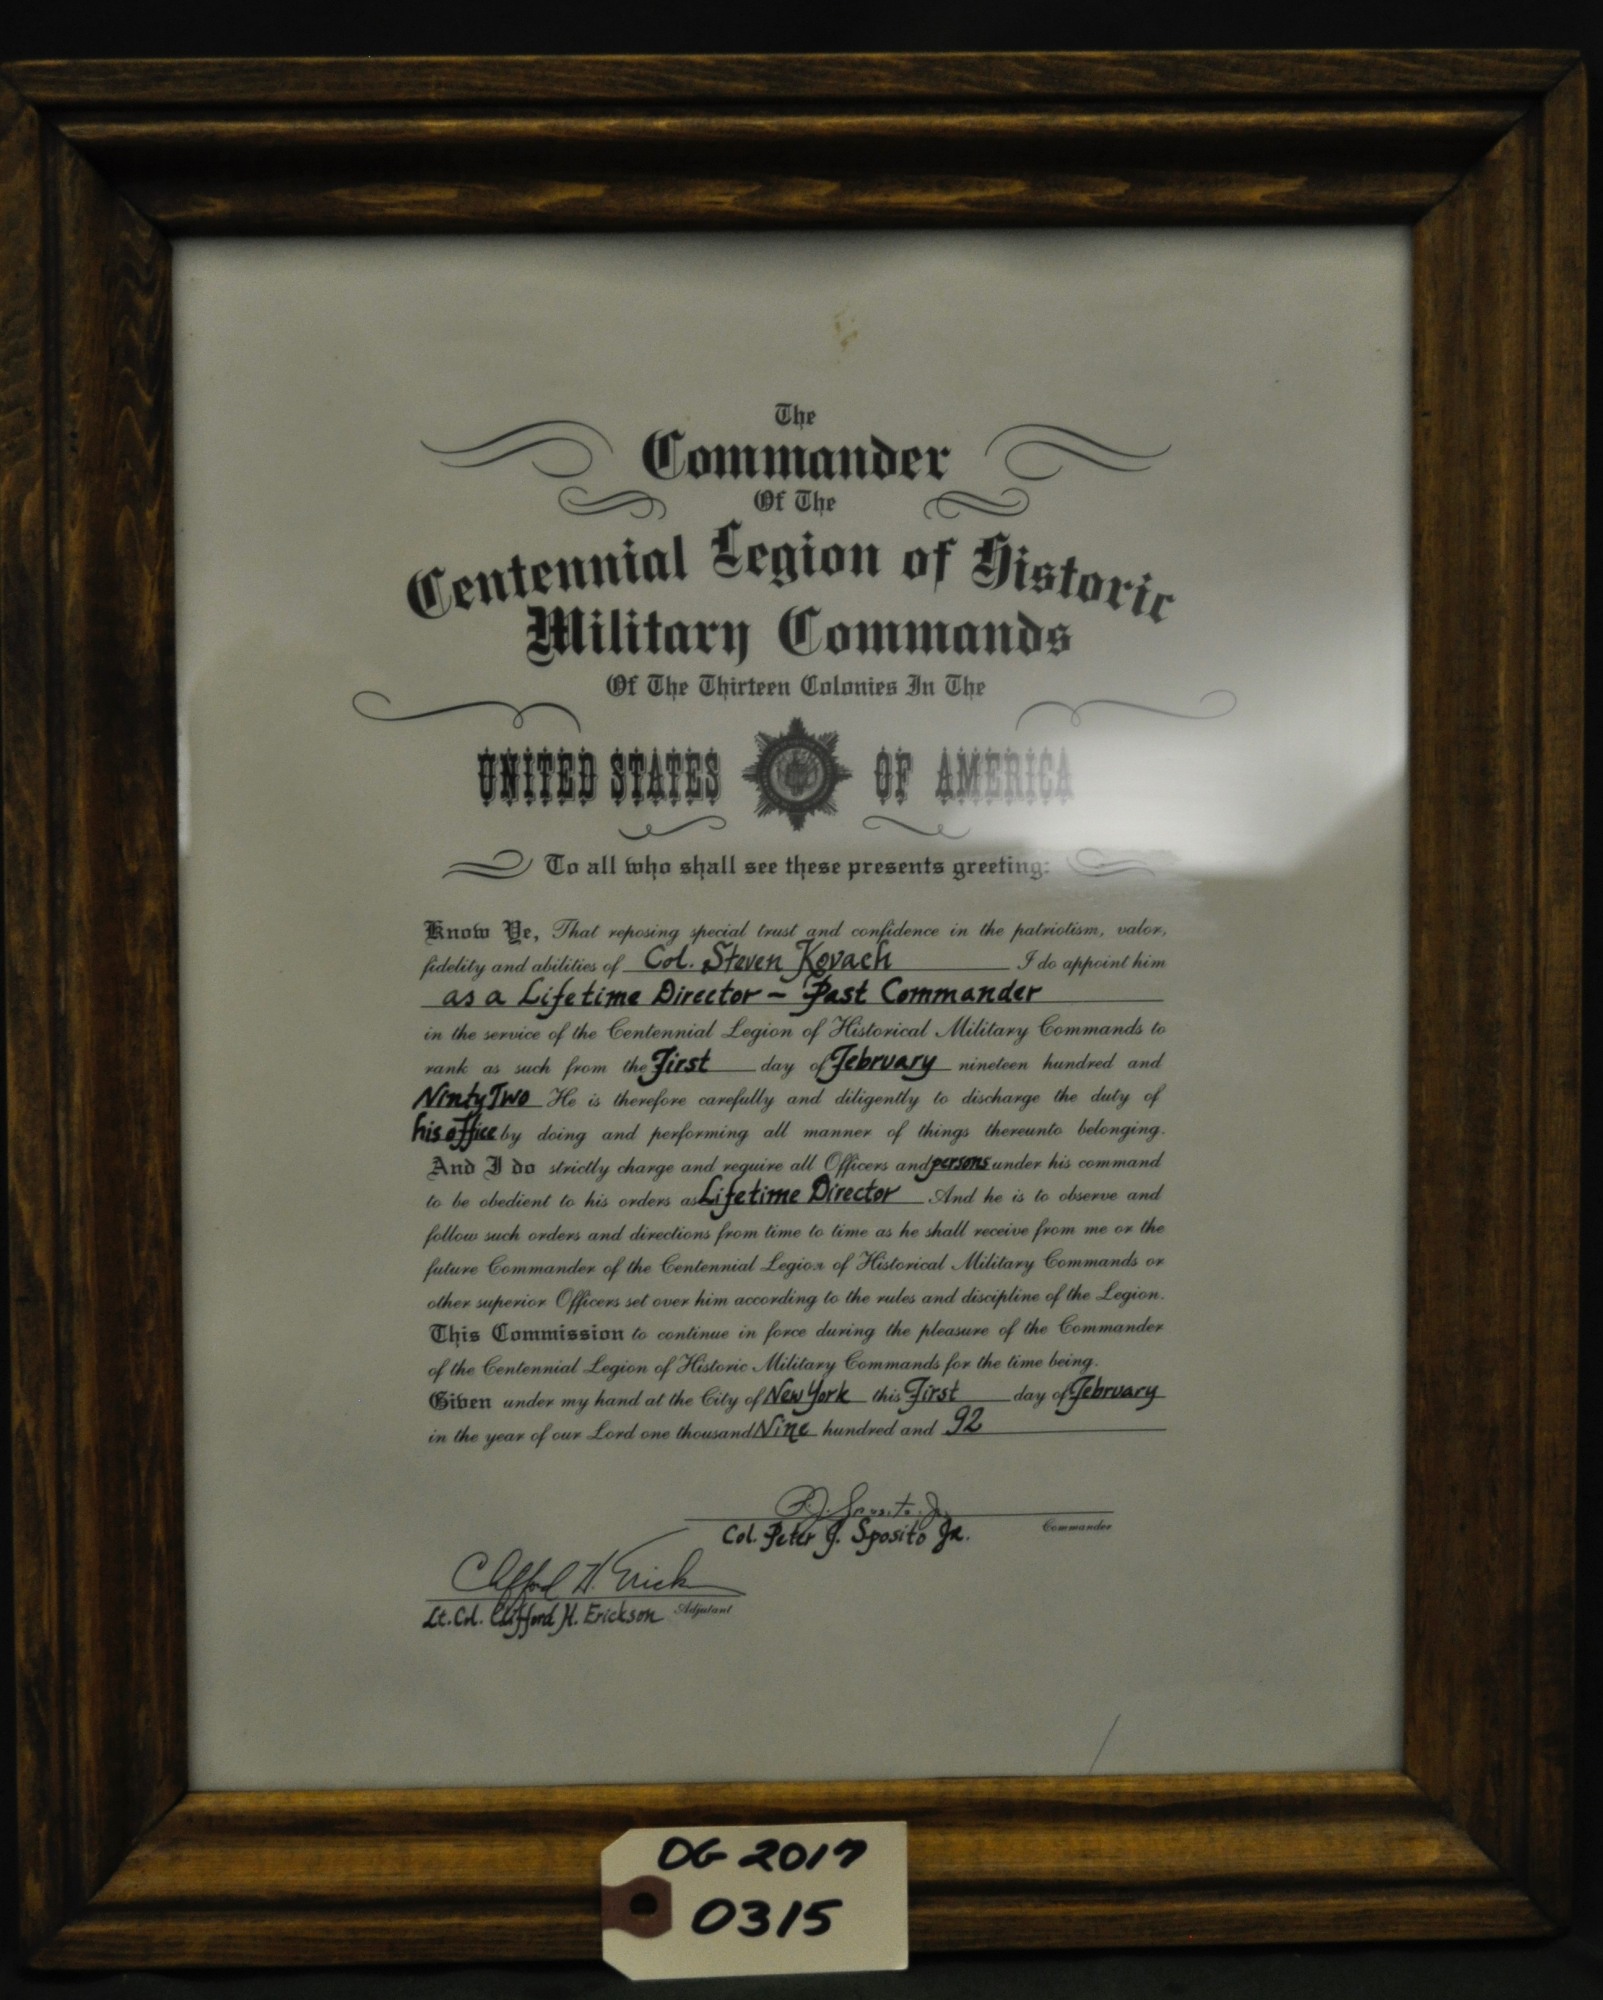 The
Commander
Of The
Centennial Legion of Historic
Military Commands
Of The Thirteen Colonies In The
UNITED STATES OF AMERICA
To all who shall see these presents greeting:
Know Ye, That reposing special trust and confidence in the patriotism, valor,
fidelity and abilities of Col. Steven Kovach I do appoint him
as a Lifetime Director - Past Commander
in the service of the Centennial Legion of Historical Military Commands to
rank as such from the First day of February nineteen hundred and
Ninty Two He is therefore carefully and diligently to discharge the duty of
his office by doing and performing all manner of things thereunto belonging.
And I do strictly charge and require all Officers and persons under his command
to be obedient to his orders as Lifetime Director And he is to observe and
follow such orders and directions from time to time as he shall receive from me or the
future Commander of the Centennial Legion of Historical Military Commands or
other superior Officers set over him according to the rules and discipline of the Legion.
This Commission to continue in force during the pleasure of the Commander
of the Centennial Legion of Historic Military Commands for the time being.
Given under my hand at the City of New York this First day of February
in the year of our Lord one thousand Nine hundred and 92
P.J. Sposito Jr.
Col. Peter J. Sposito Jr. Commander
Clifford H. Erickson
Lt. Col. Clifford H. Erickson Adjutant
DG 2017
0315